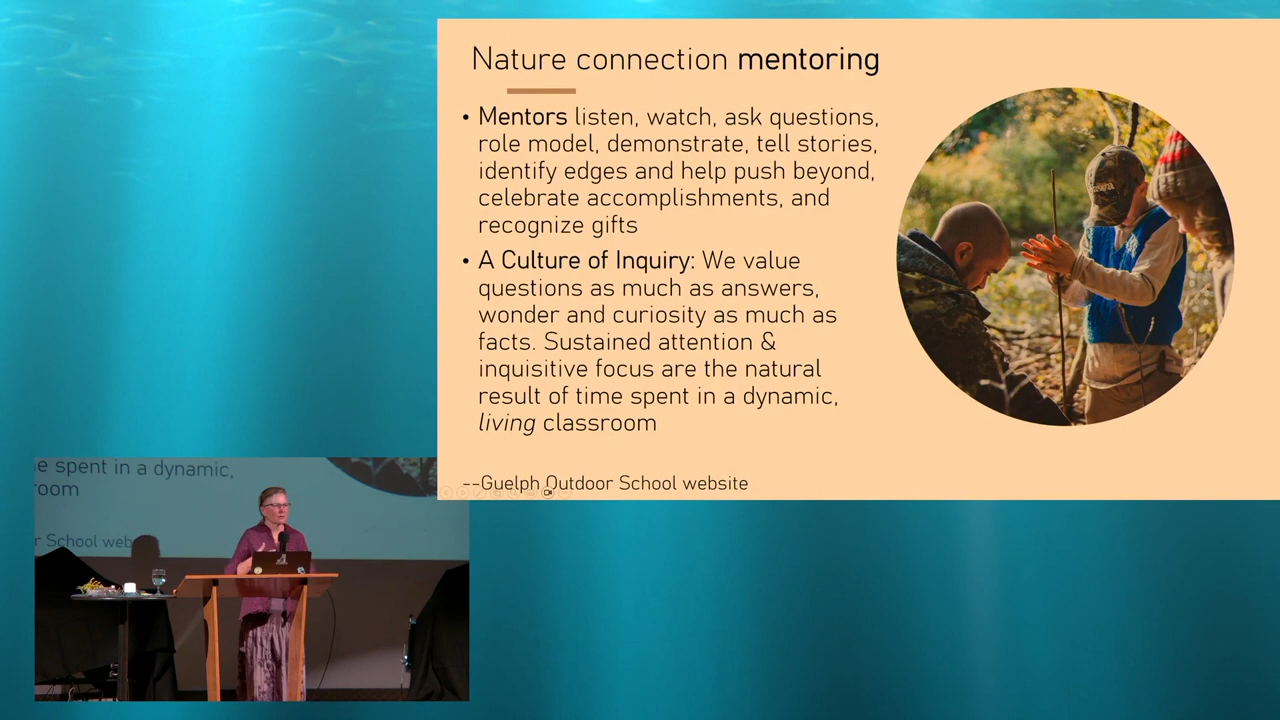 Nature connection mentoring
• Mentors listen, watch, ask questions,
role model, demonstrate, tell stories,
identify edges and help push beyond,
celebrate accomplishments, and
recognize gifts
• A Culture of Inquiry: We value
questions as much as answers,
wonder and curiosity as much as
facts. Sustained attention &
inquisitive focus are the natural
result of time spent in a dynamic,
living classroom
--Guelph Outdoor School website
e spent in a dynamic,
room
r School web